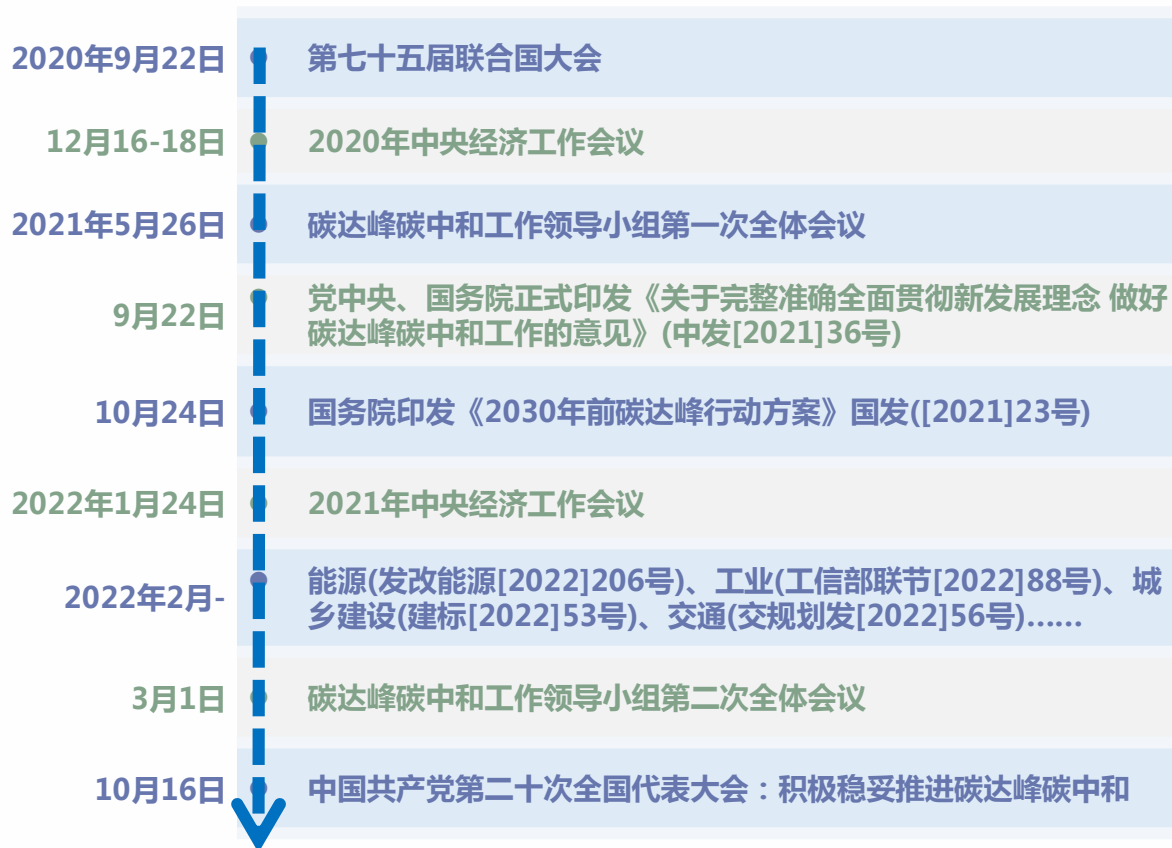 2020年9月22日
第七十五届联合国大会
12月16-18日
2020年中央经济工作会议
2021年5月26日
碳达峰碳中和工作领导小组第一次全体会议
9月22日
党中央、国务院正式印发《关于完整准确全面贯彻新发展理念 做好
碳达峰碳中和工作的意见》(中发[2021]36号)
10月24日
国务院印发《2030年前碳达峰行动方案》国发([2021]23号)
2022年1月24日
2021年中央经济工作会议
2022年2月-
能源(发改能源[2022]206号)、工业(工信部联节[2022]88号)、城
乡建设(建标[2022]53号)、交通(交规划发[2022]56号)……
3月1日
碳达峰碳中和工作领导小组第二次全体会议
10月16日
中国共产党第二十次全国代表大会：积极稳妥推进碳达峰碳中和